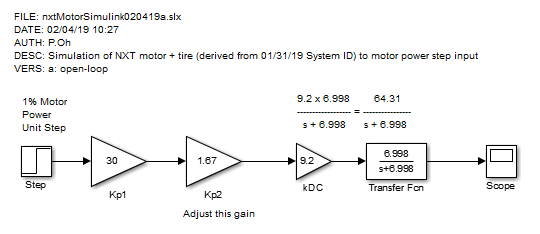 FILE: nxtMotorSimulink020419a.slx
DATE: 02/04/19 10:27
AUTH: P.Oh
DESC: Simulation of NXT motor + tire (derived from 01/31/19 System ID) to motor power step input
VERS: a: open-loop
1% Motor
Power
Unit Step
9.2 x 6.998
64.31
=
s + 6.998
s + 6.998
30
1.67
9.2
6.998
s+6.998
Step
Kp1
Kp2
kDC
Transfer Fcn
Scope
Adjust this gain